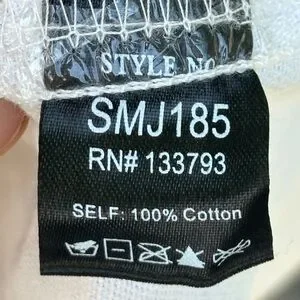 STYLE NO
SMJ185
RN# 133793
SELF: 100% Cotton